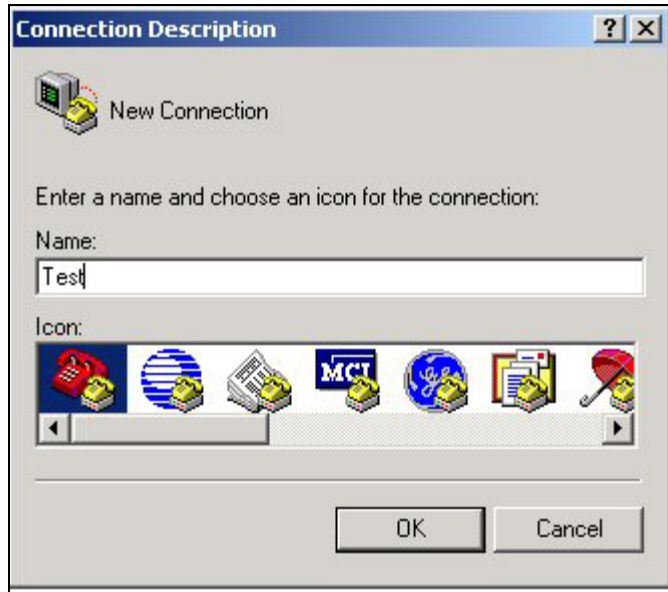 Connection Description
New Connection
Enter a name and choose an icon for the connection:
Name:
Test
Icon:
MCI
OK Cancel